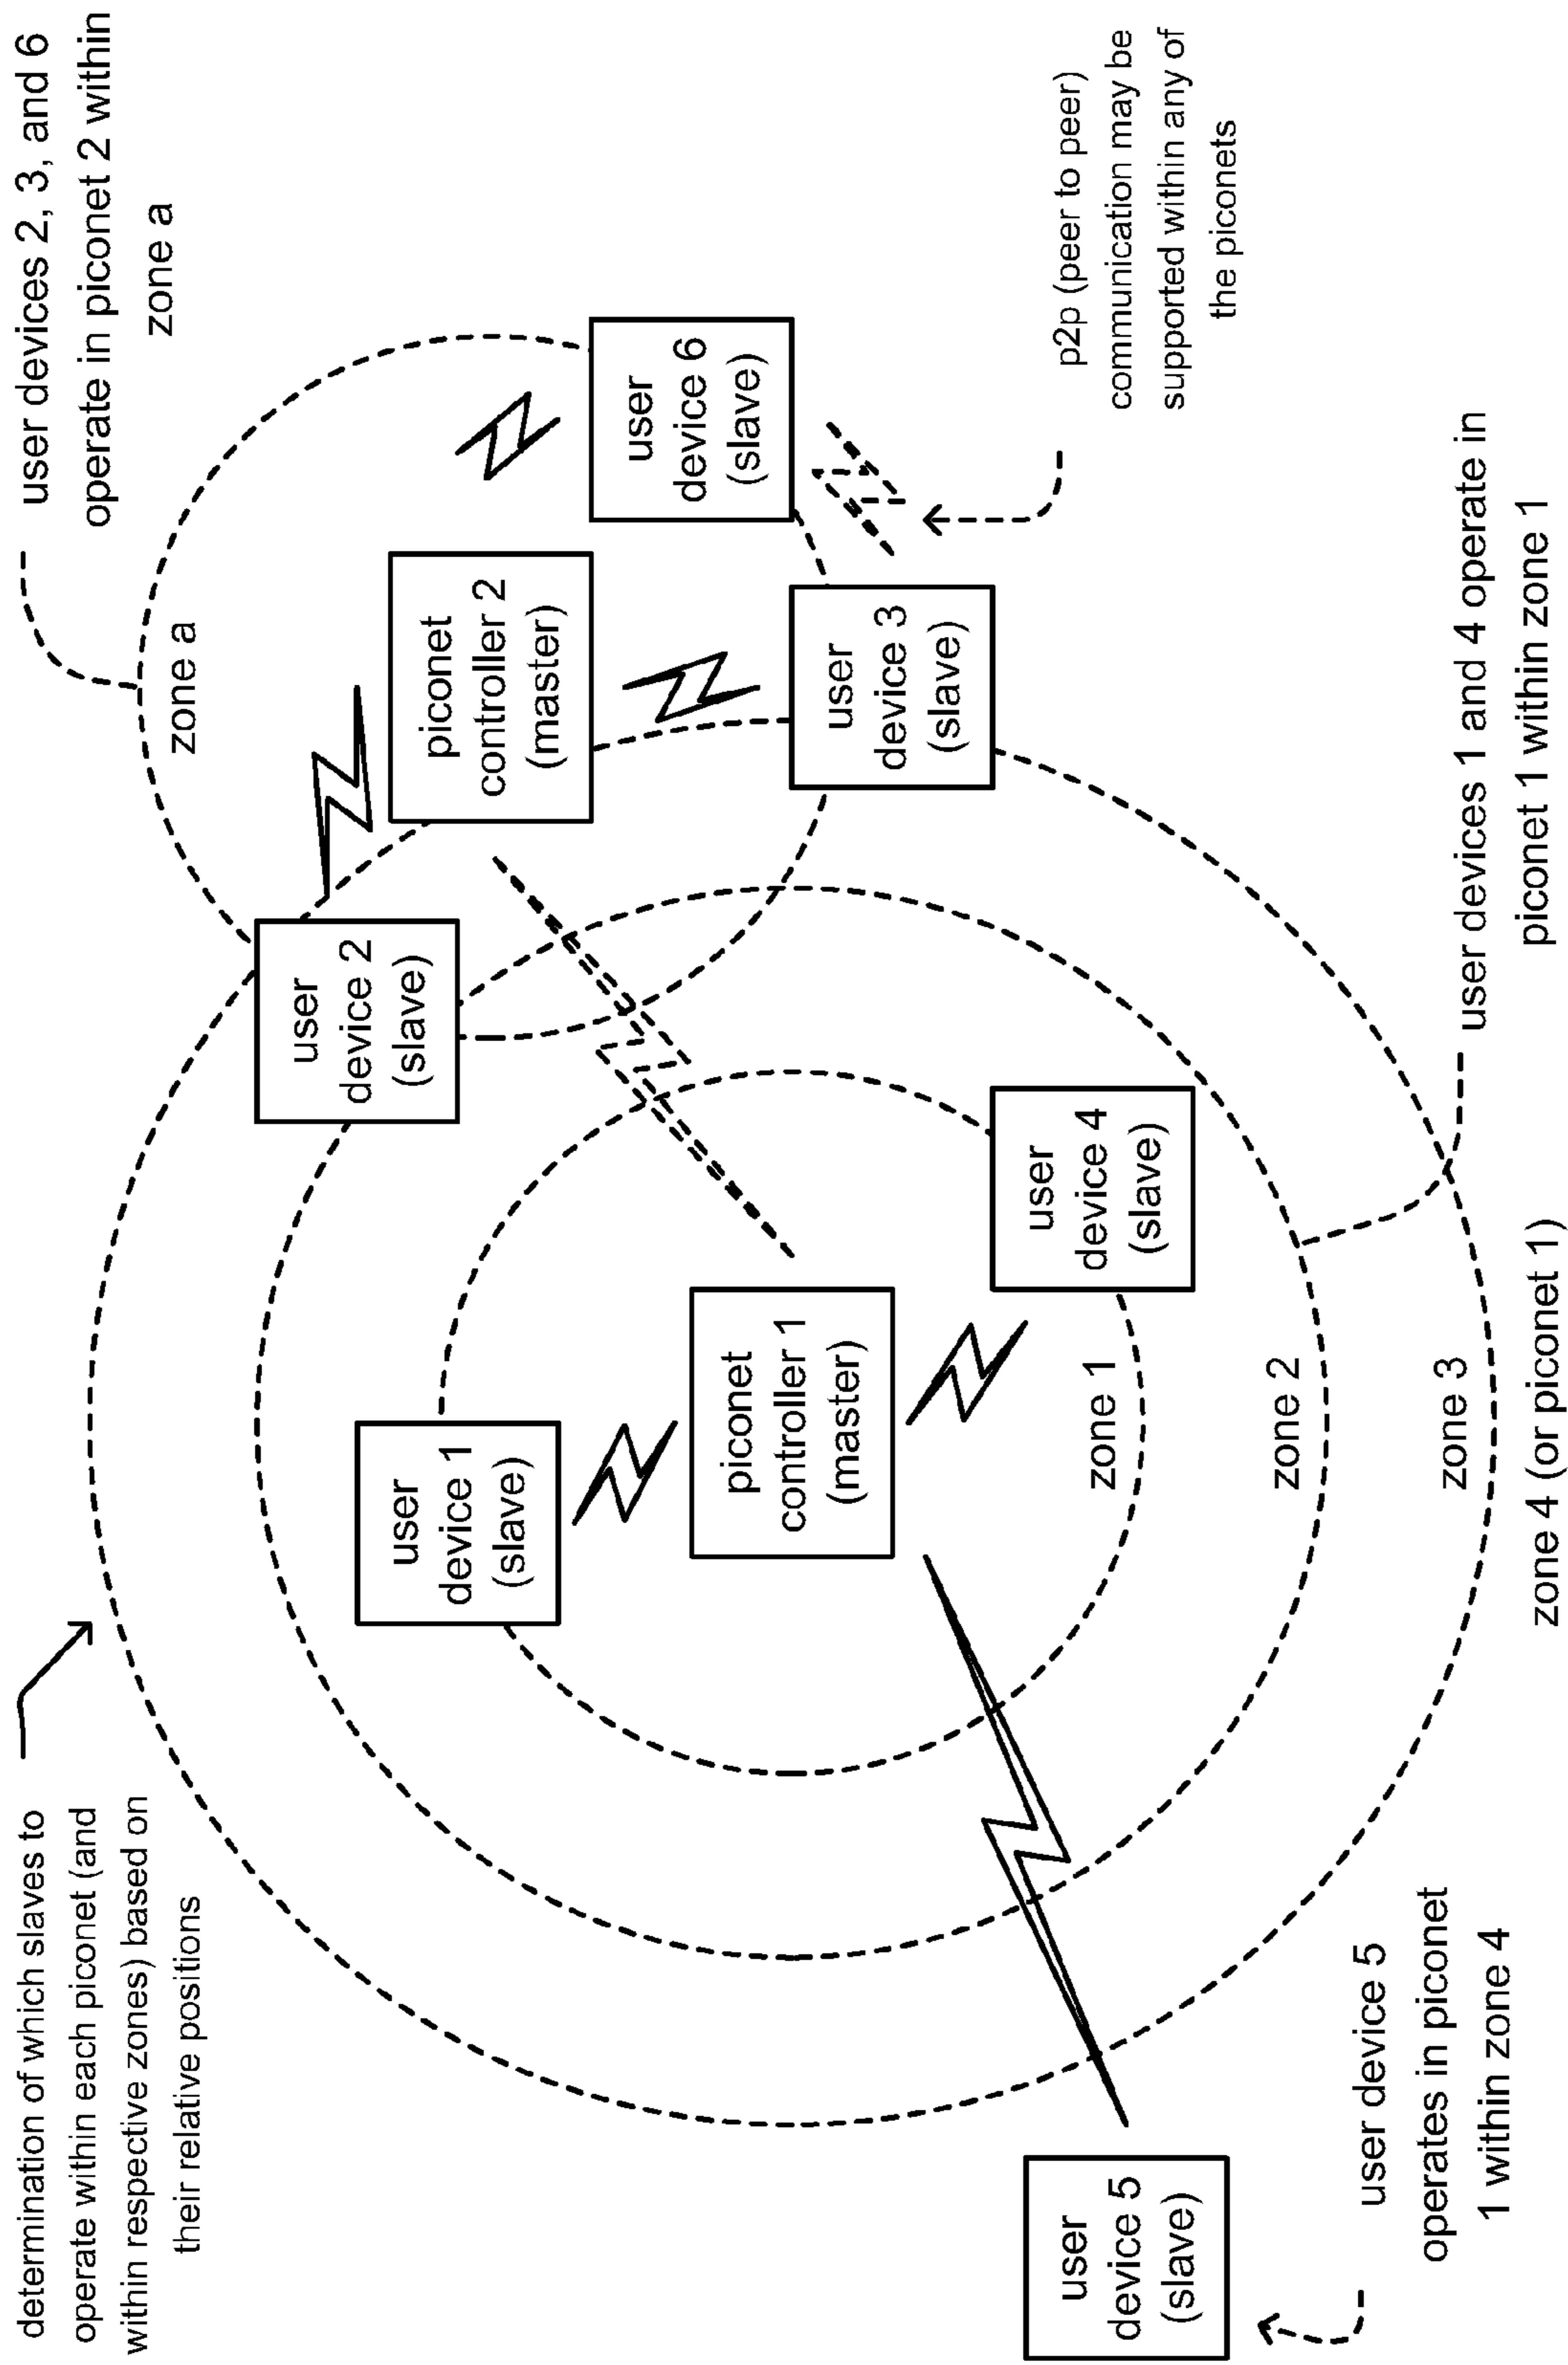 determination of which slaves to
operate within each piconet (and
within respective zones) based on
their relative positions
user devices 2, 3, and 6
operate in piconet 2 within
zone a
zone a
user
device 2
(slave)
piconet
controller 2
(master)
user
device 6
(slave)
user
device 1
(slave)
piconet
controller 1
(master)
user
device 3
(slave)
user
device 4
(slave)
p2p (peer to peer)
communication may be
supported within any of
the piconets
user
device 5
(slave)
zone 1
zone 2
zone 3
zone 4 (or piconet 1)
user device 5
operates in piconet
1 within zone 4
user devices 1 and 4 operate in
piconet 1 within zone 1